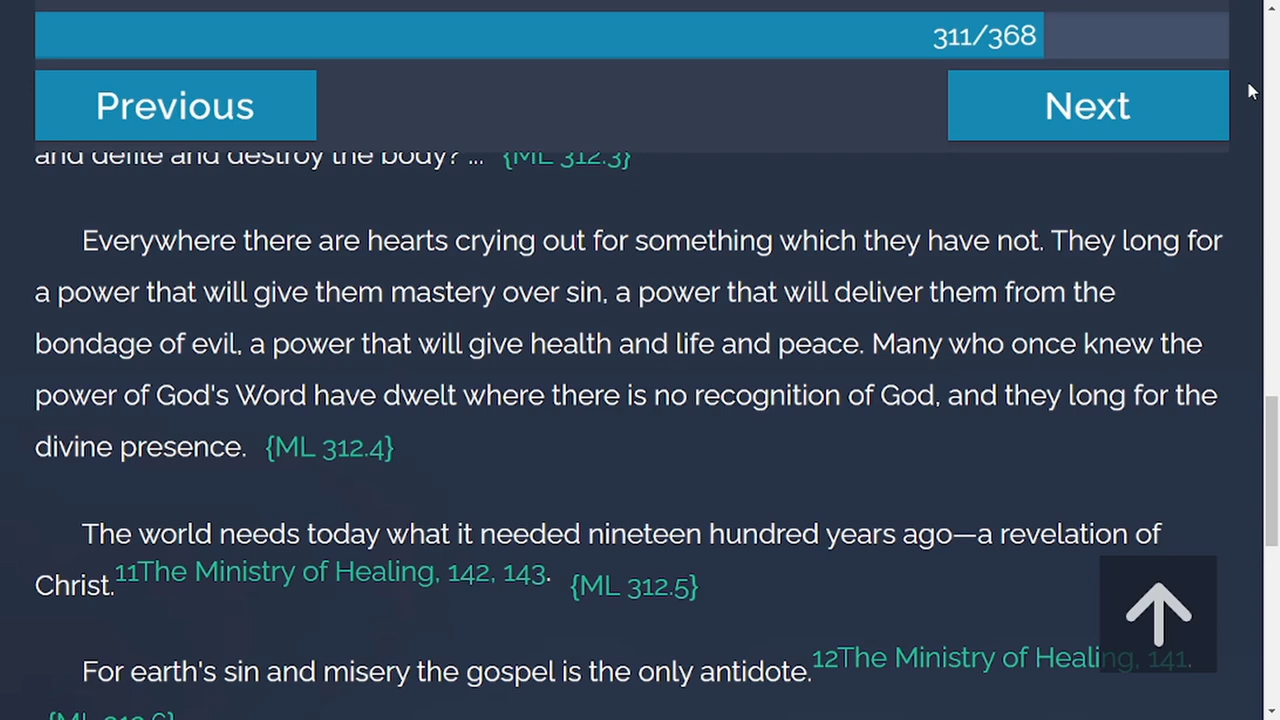 311/368
Previous
Next
and defile and destroy the body? ... {ML 312.3}
Everywhere there are hearts crying out for something which they have not. They long for
a power that will give them mastery over sin, a power that will deliver them from the
bondage of evil, a power that will give health and life and peace. Many who once knew the
power of God's Word have dwelt where there is no recognition of God, and they long for the
divine presence. {ML 312.4}
The world needs today what it needed nineteen hundred years ago—a revelation of
Christ.11The Ministry of Healing, 142, 143. {ML 312.5}
For earth's sin and misery the gospel is the only antidote.12The Ministry of Healing, 141.
{ML 312.6}